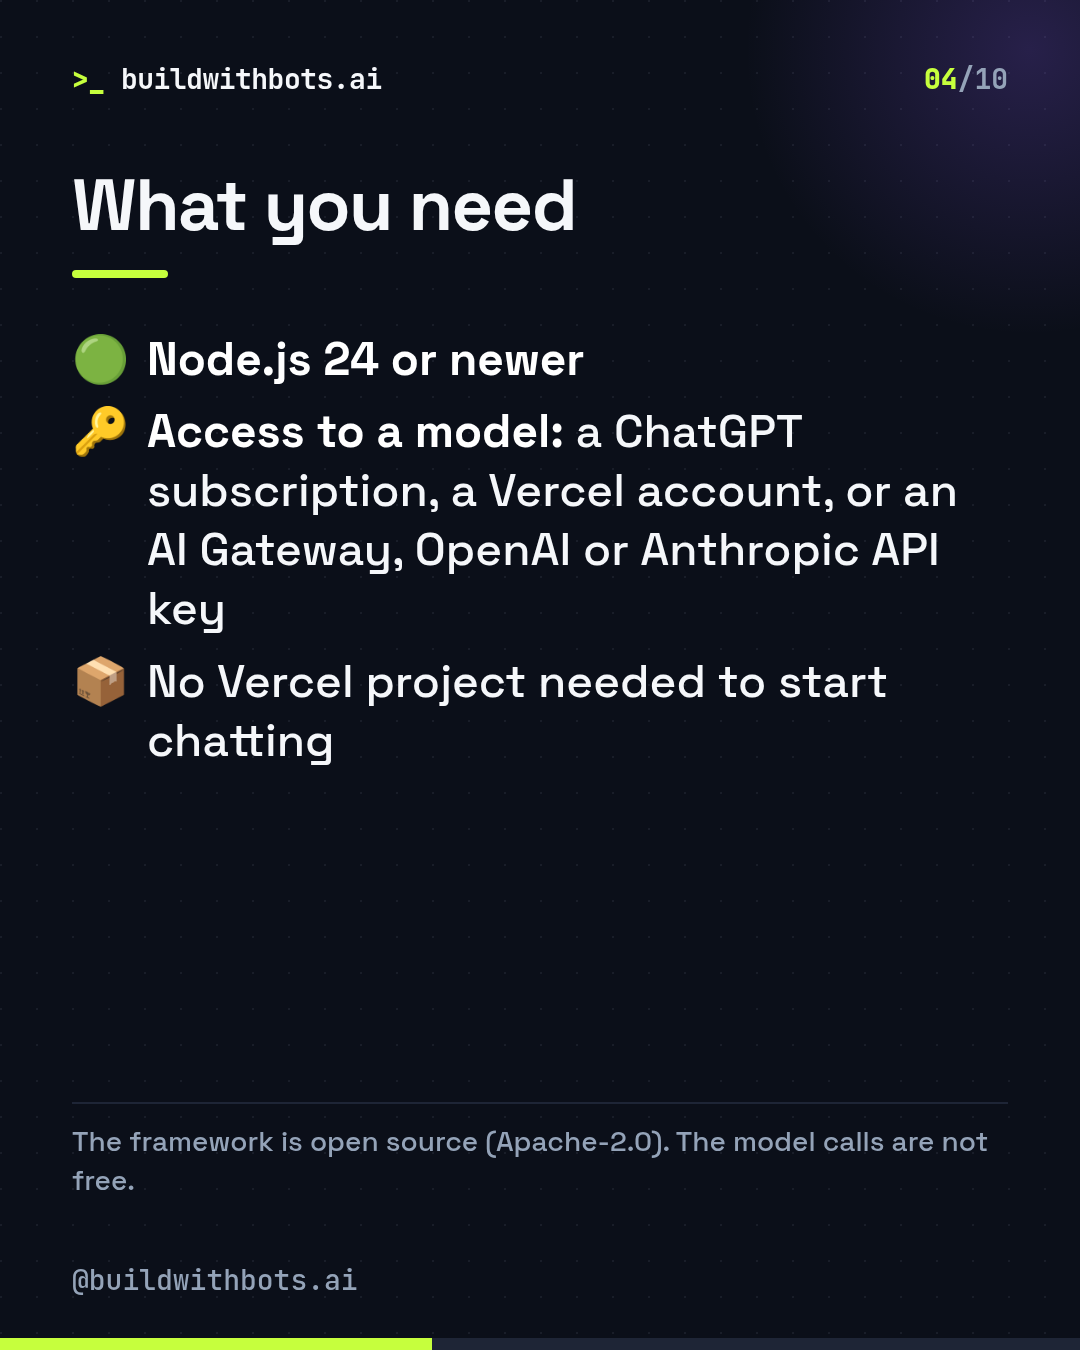 >_ buildwithbots.ai
04/10
What you need
Node.js 24 or newer
Access to a model: a ChatGPT
subscription, a Vercel account, or an
AI Gateway, OpenAI or Anthropic API
key
No Vercel project needed to start
chatting
The framework is open source (Apache-2.0). The model calls are not
free.
@buildwithbots.ai